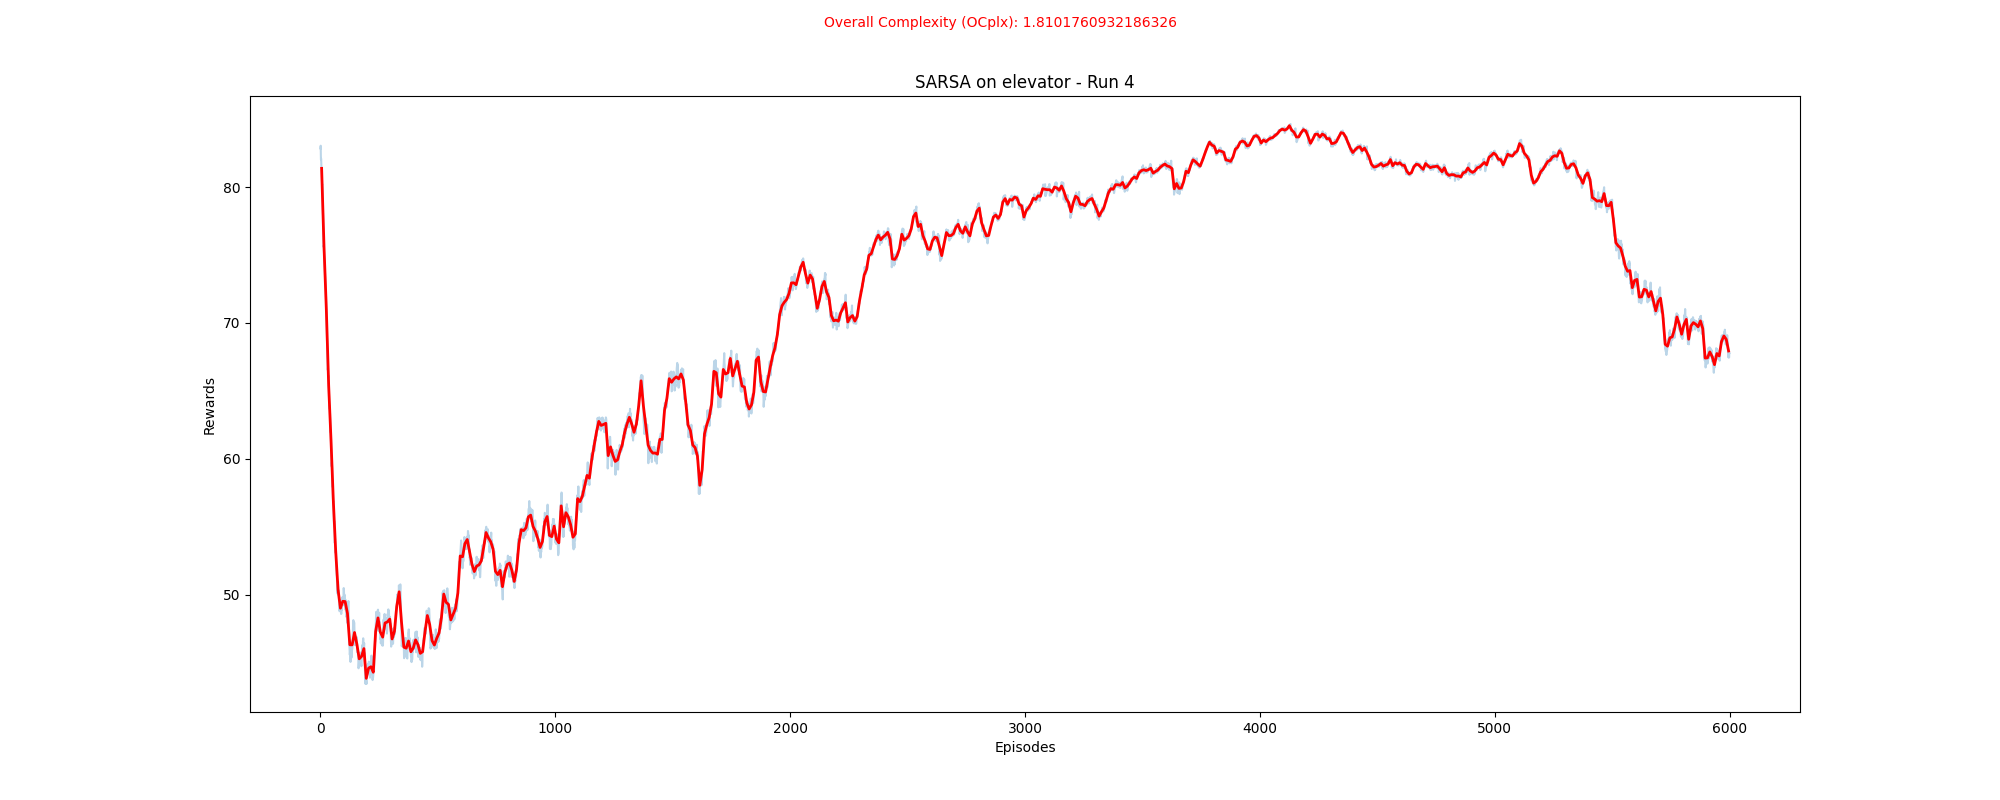 Overall Complexity (OCplx): 1.8101760932186326
SARSA on elevator - Run 4
80
70
60
50
Rewards
0 1000 2000 3000 4000 5000 6000
Episodes